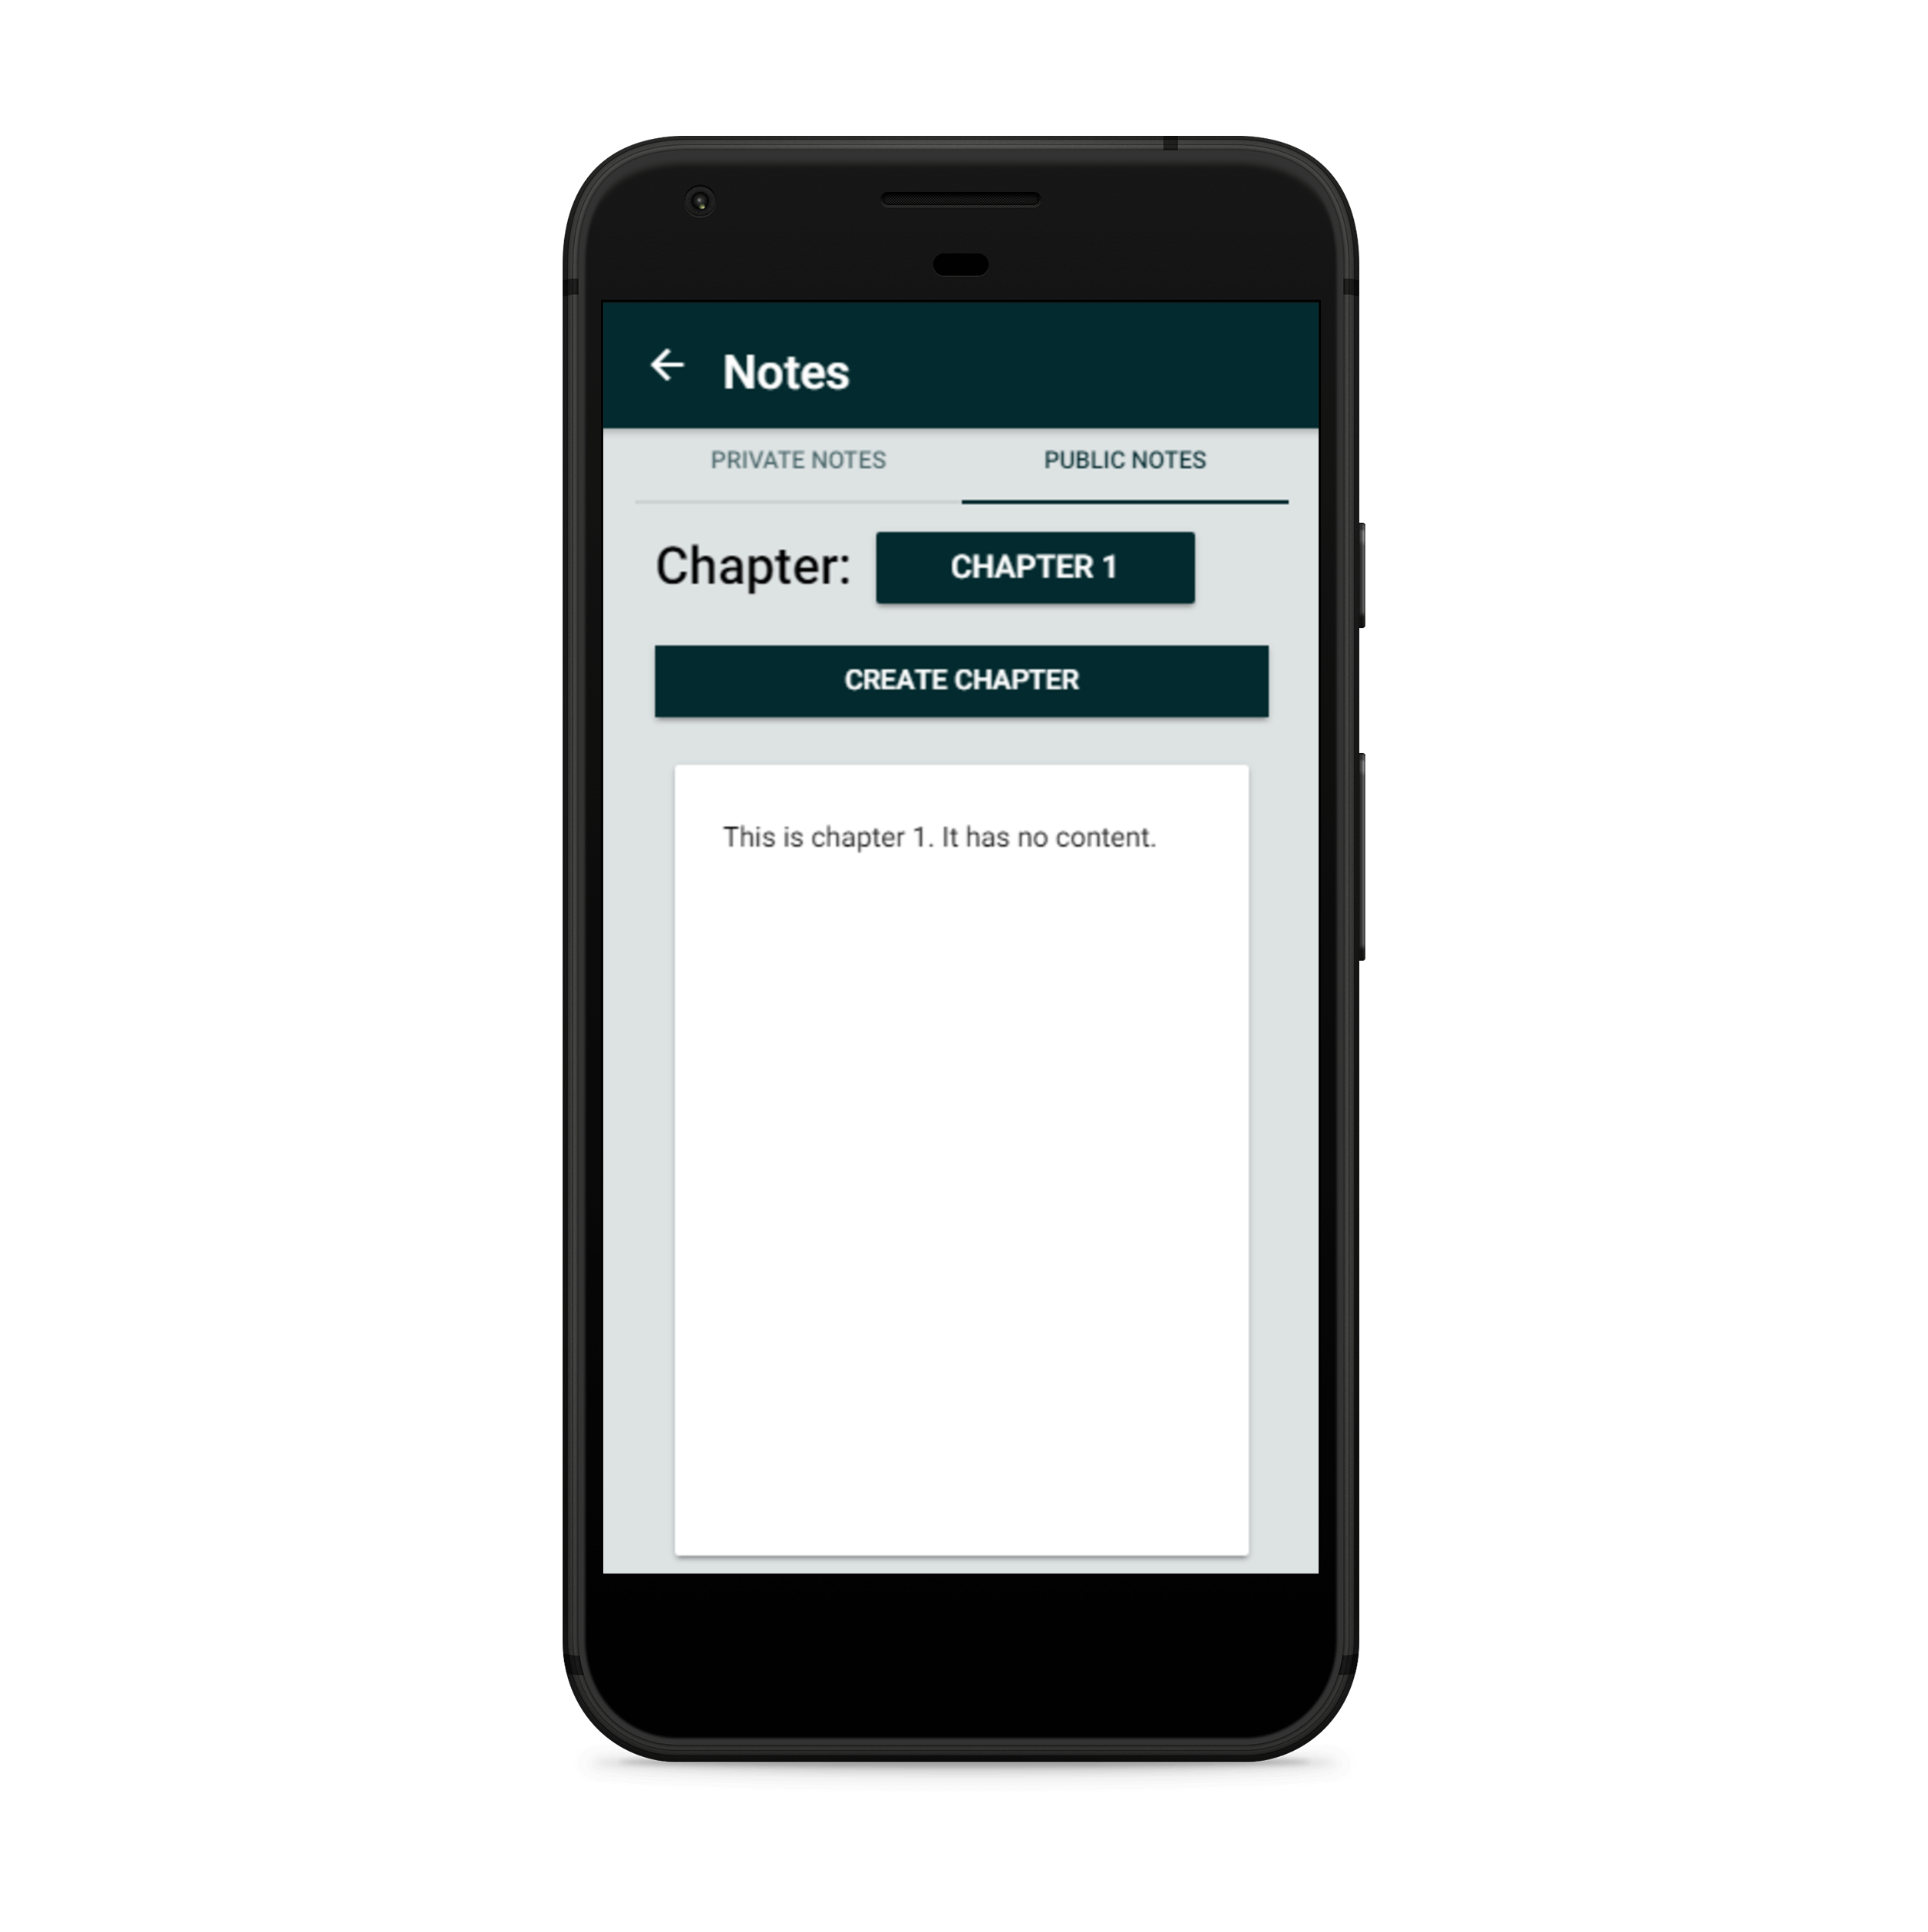 Notes
PRIVATE NOTES PUBLIC NOTES
Chapter: CHAPTER 1
CREATE CHAPTER
This is chapter 1. It has no content.